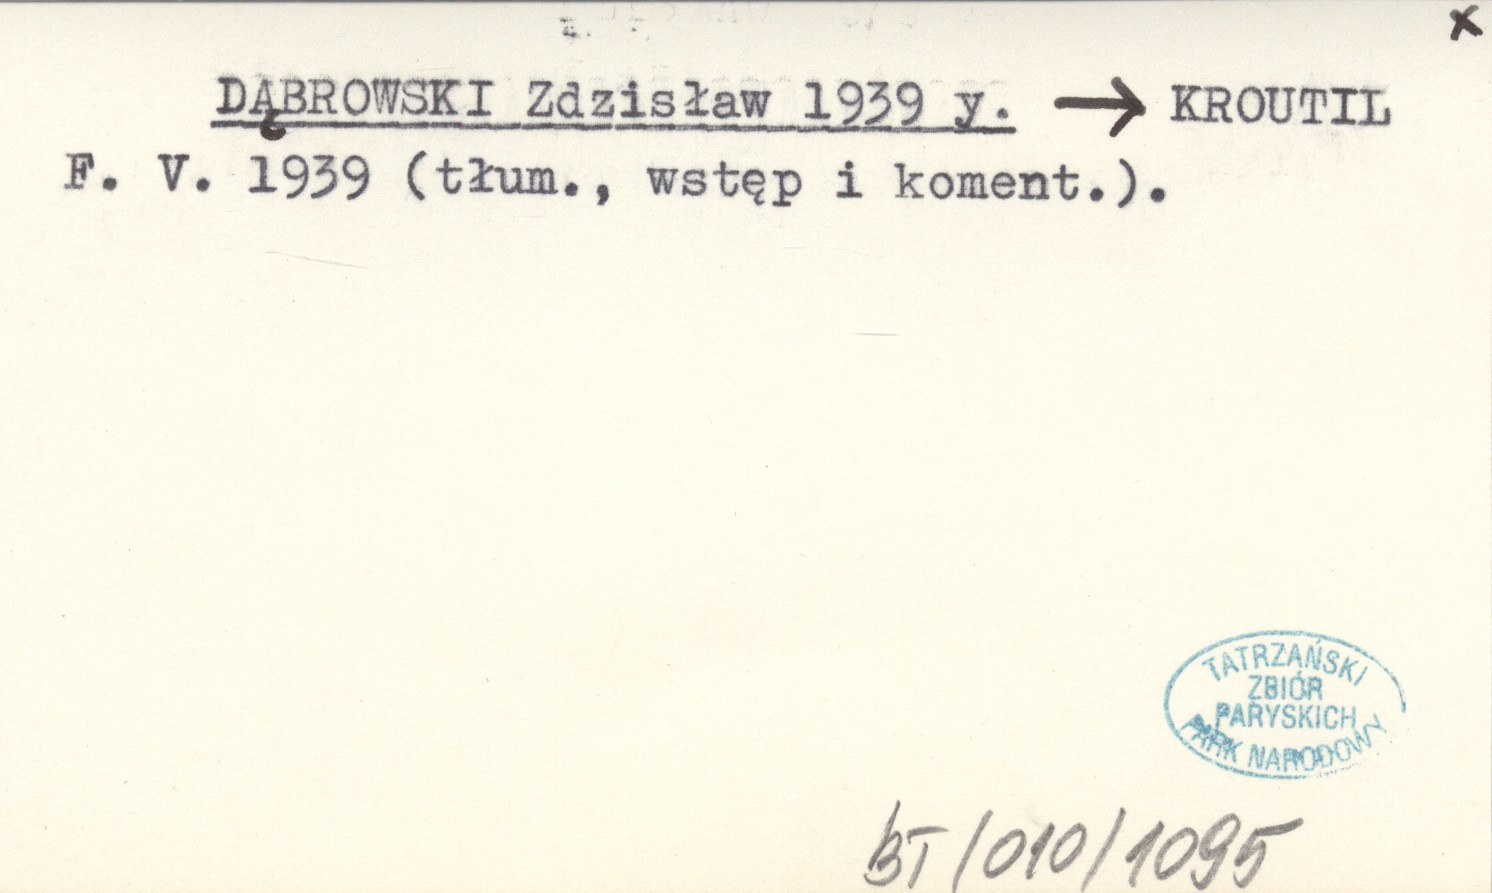 x
DĄBROWSKI Zdzisław 1939 y. → KROUTIL
F. V. 1939 (tłum., wstęp i koment.).
TATRZAŃSKI
ZBIÓR
PARYSKICH
PARK NARODOWY
BT/010/1095